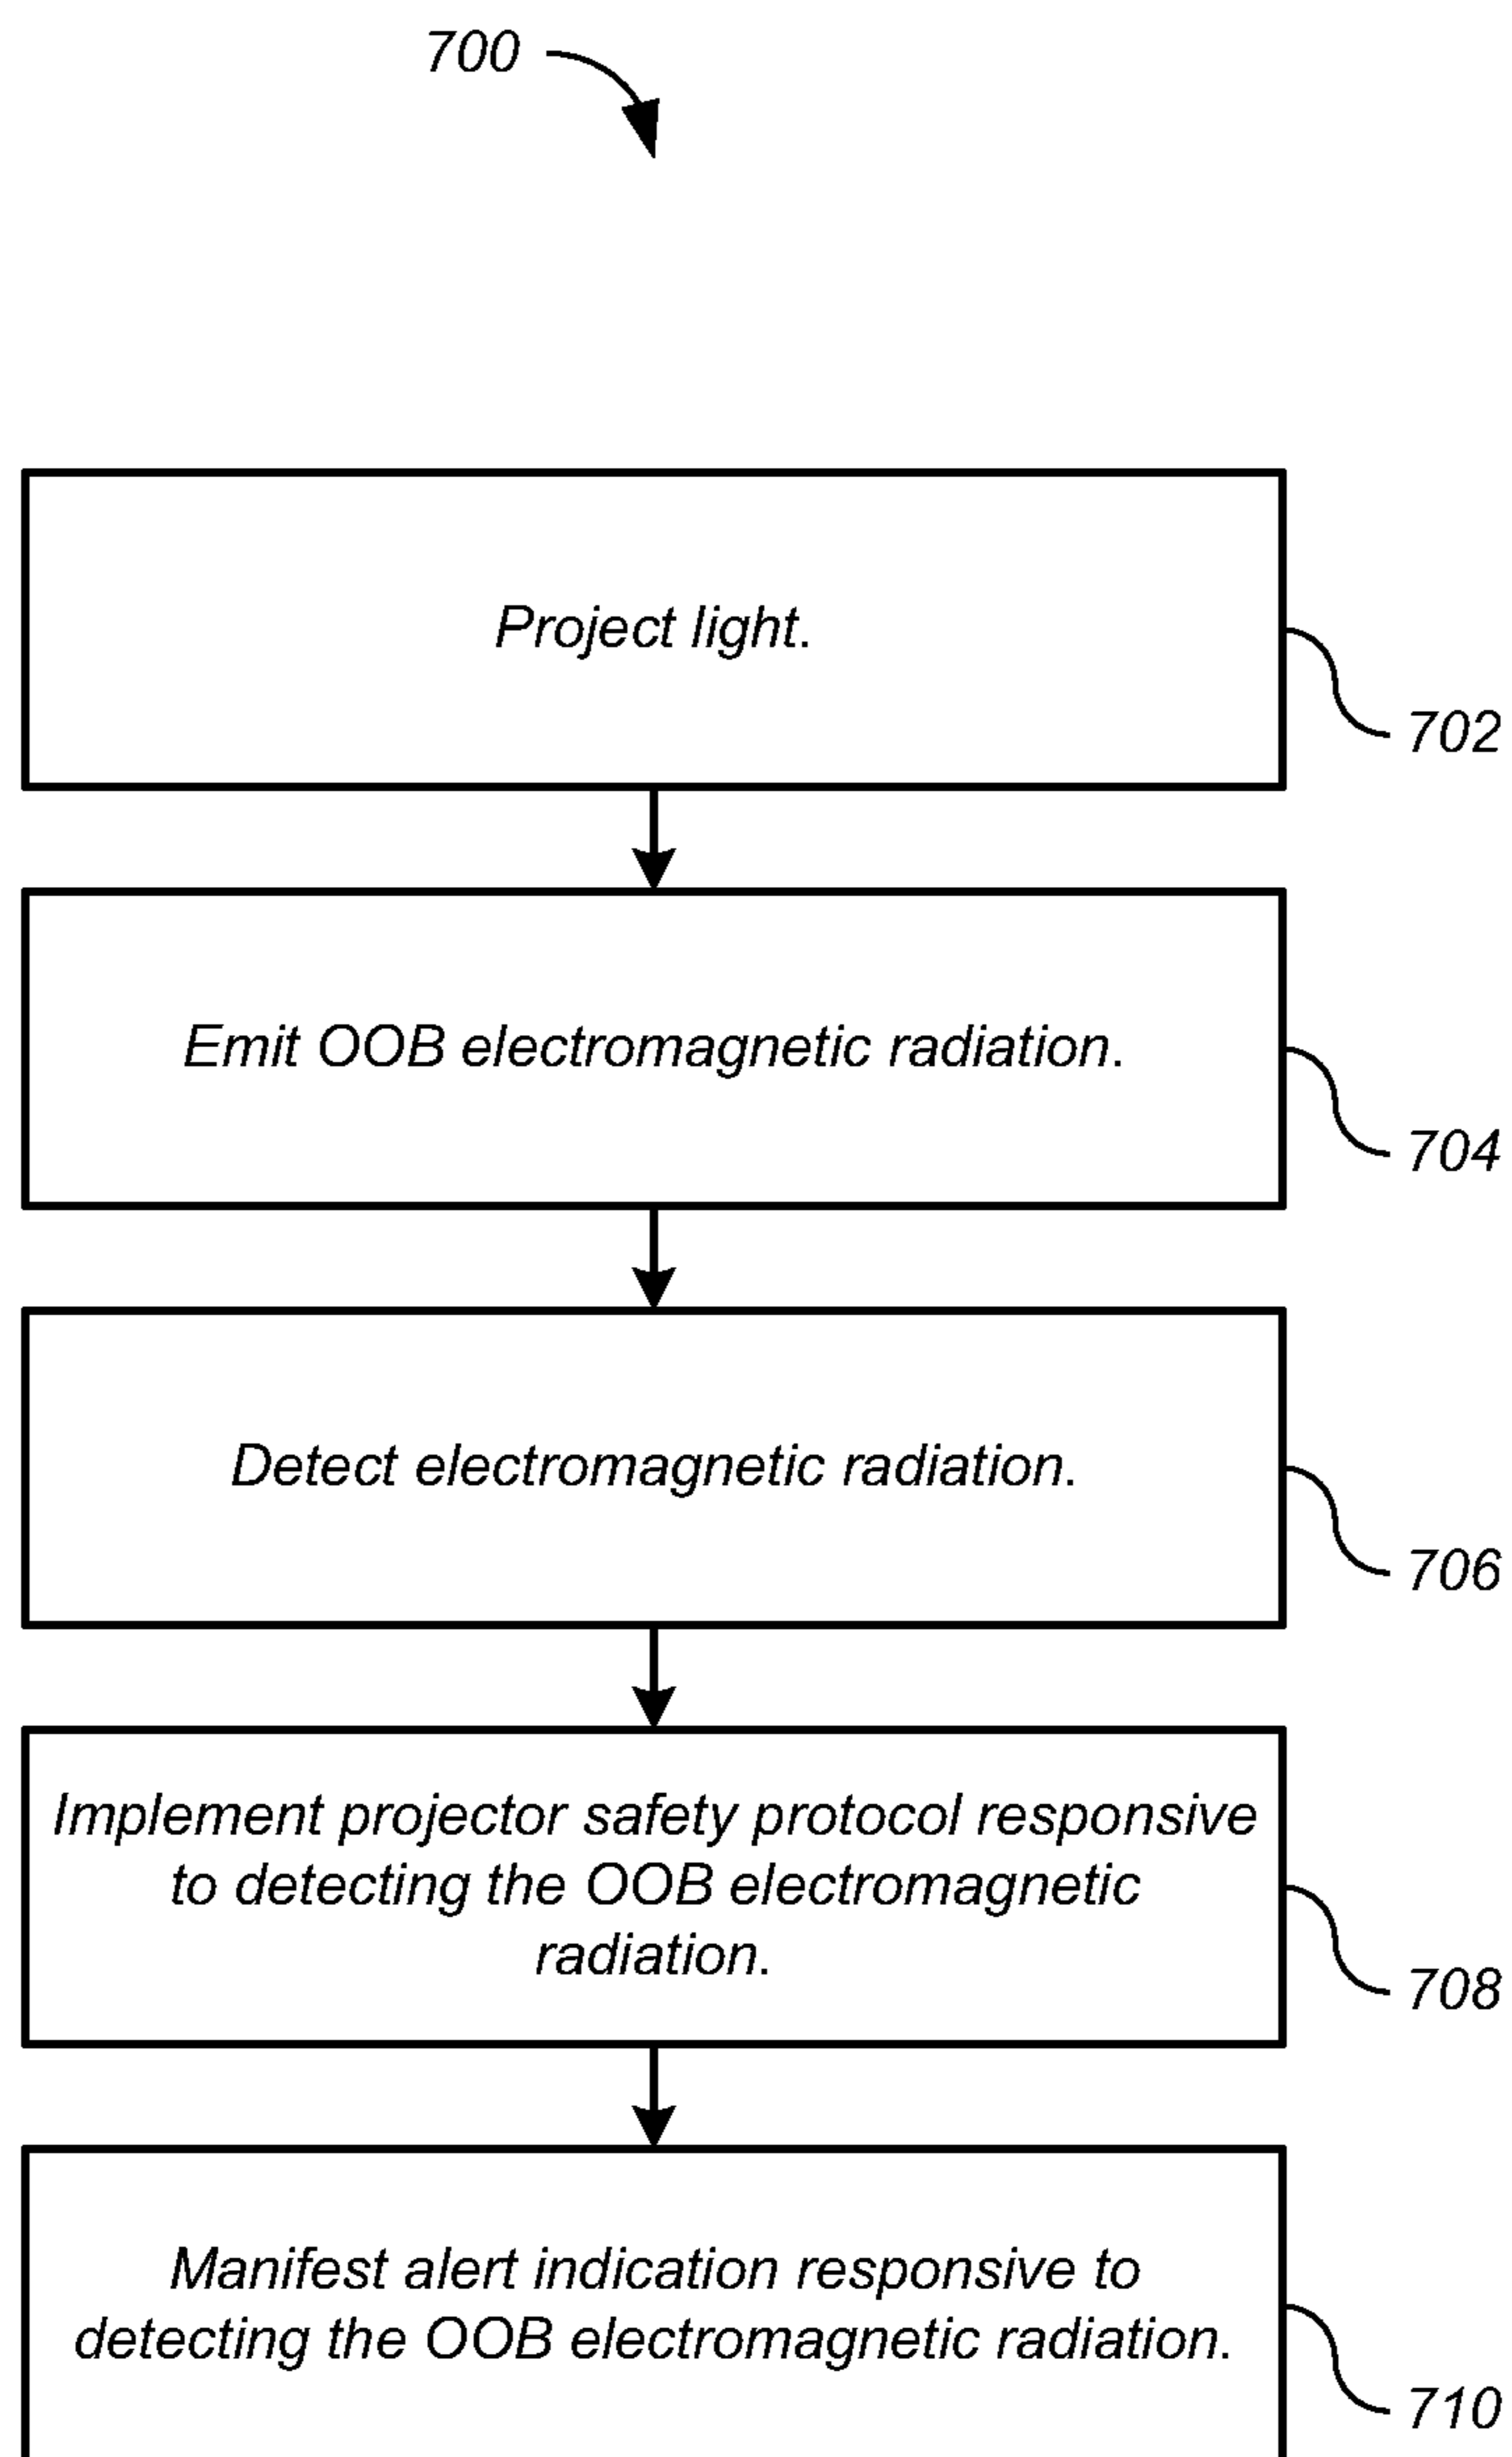 700
Project light.
702
Emit OOB electromagnetic radiation.
704
Detect electromagnetic radiation.
706
Implement projector safety protocol responsive
to detecting the OOB electromagnetic
radiation.
708
Manifest alert indication responsive to
detecting the OOB electromagnetic radiation.
710